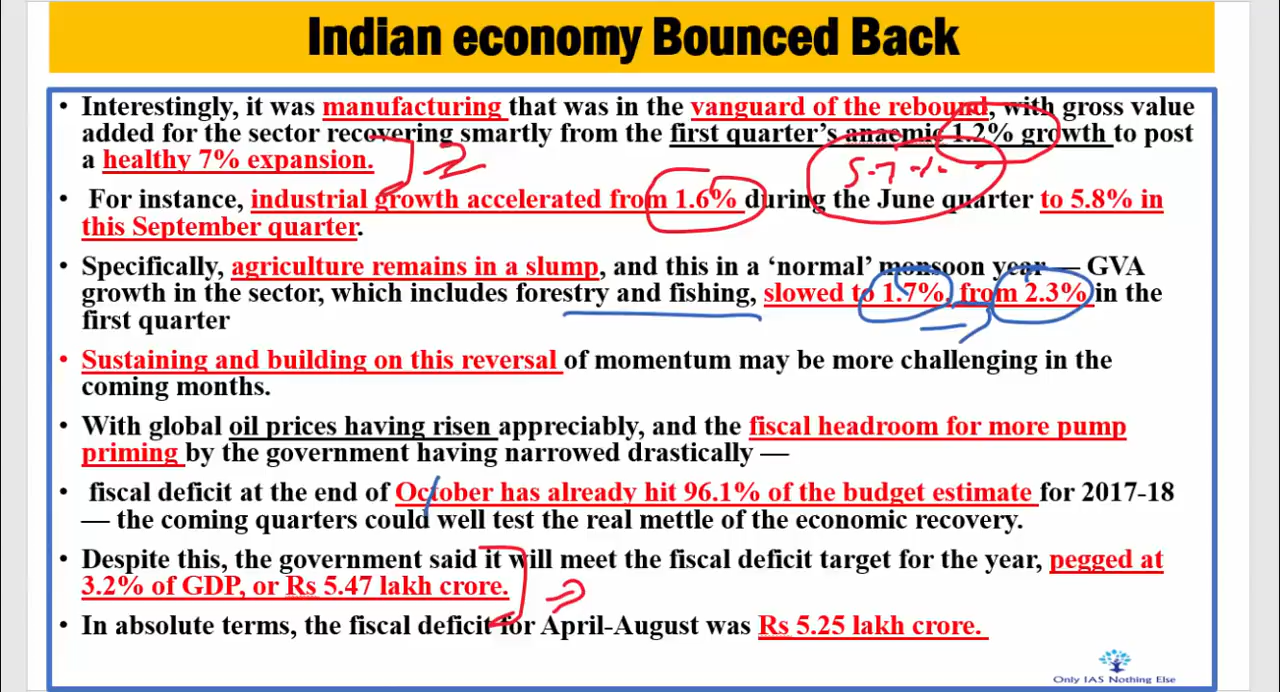 Indian economy Bounced Back
• Interestingly, it was manufacturing that was in the vanguard of the rebound, with gross value
added for the sector recovering smartly from the first quarter's anaemic 1.2% growth to post
a healthy 7% expansion.
2
5.7%
• For instance, industrial growth accelerated from 1.6% during the June quarter to 5.8% in
this September quarter.
• Specifically, agriculture remains in a slump, and this in a 'normal' monsoon year — GVA
growth in the sector, which includes forestry and fishing, slowed to 1.7%, from 2.3% in the
first quarter
• Sustaining and building on this reversal of momentum may be more challenging in the
coming months.
• With global oil prices having risen appreciably, and the fiscal headroom for more pump
priming by the government having narrowed drastically —
• fiscal deficit at the end of October has already hit 96.1% of the budget estimate for 2017-18
— the coming quarters could well test the real mettle of the economic recovery.
• Despite this, the government said it will meet the fiscal deficit target for the year, pegged at
3.2% of GDP, or Rs 5.47 lakh crore.
• In absolute terms, the fiscal deficit for April-August was Rs 5.25 lakh crore.
Only IAS Nothing Else